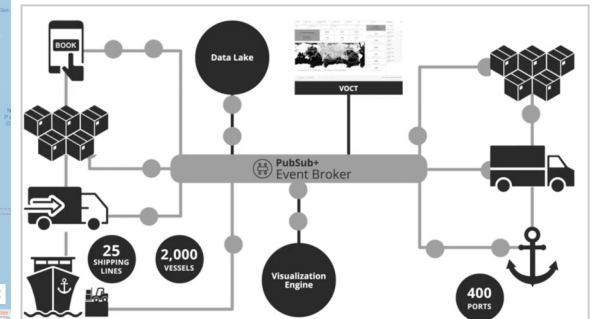 BOOK
Data Lake
VOCT
PubSub+
Event Broker
25
SHIPPING
LINES
2,000
VESSELS
Visualization
Engine
400
PORTS